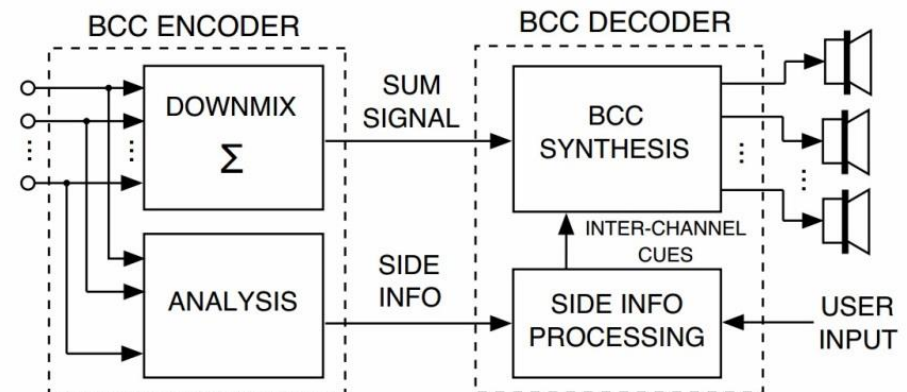 BCC ENCODER
BCC DECODER
DOWNMIX
Σ
SUM
SIGNAL
BCC
SYNTHESIS
INTER-CHANNEL
CUES
ANALYSIS
SIDE
INFO
SIDE INFO
PROCESSING
USER
INPUT